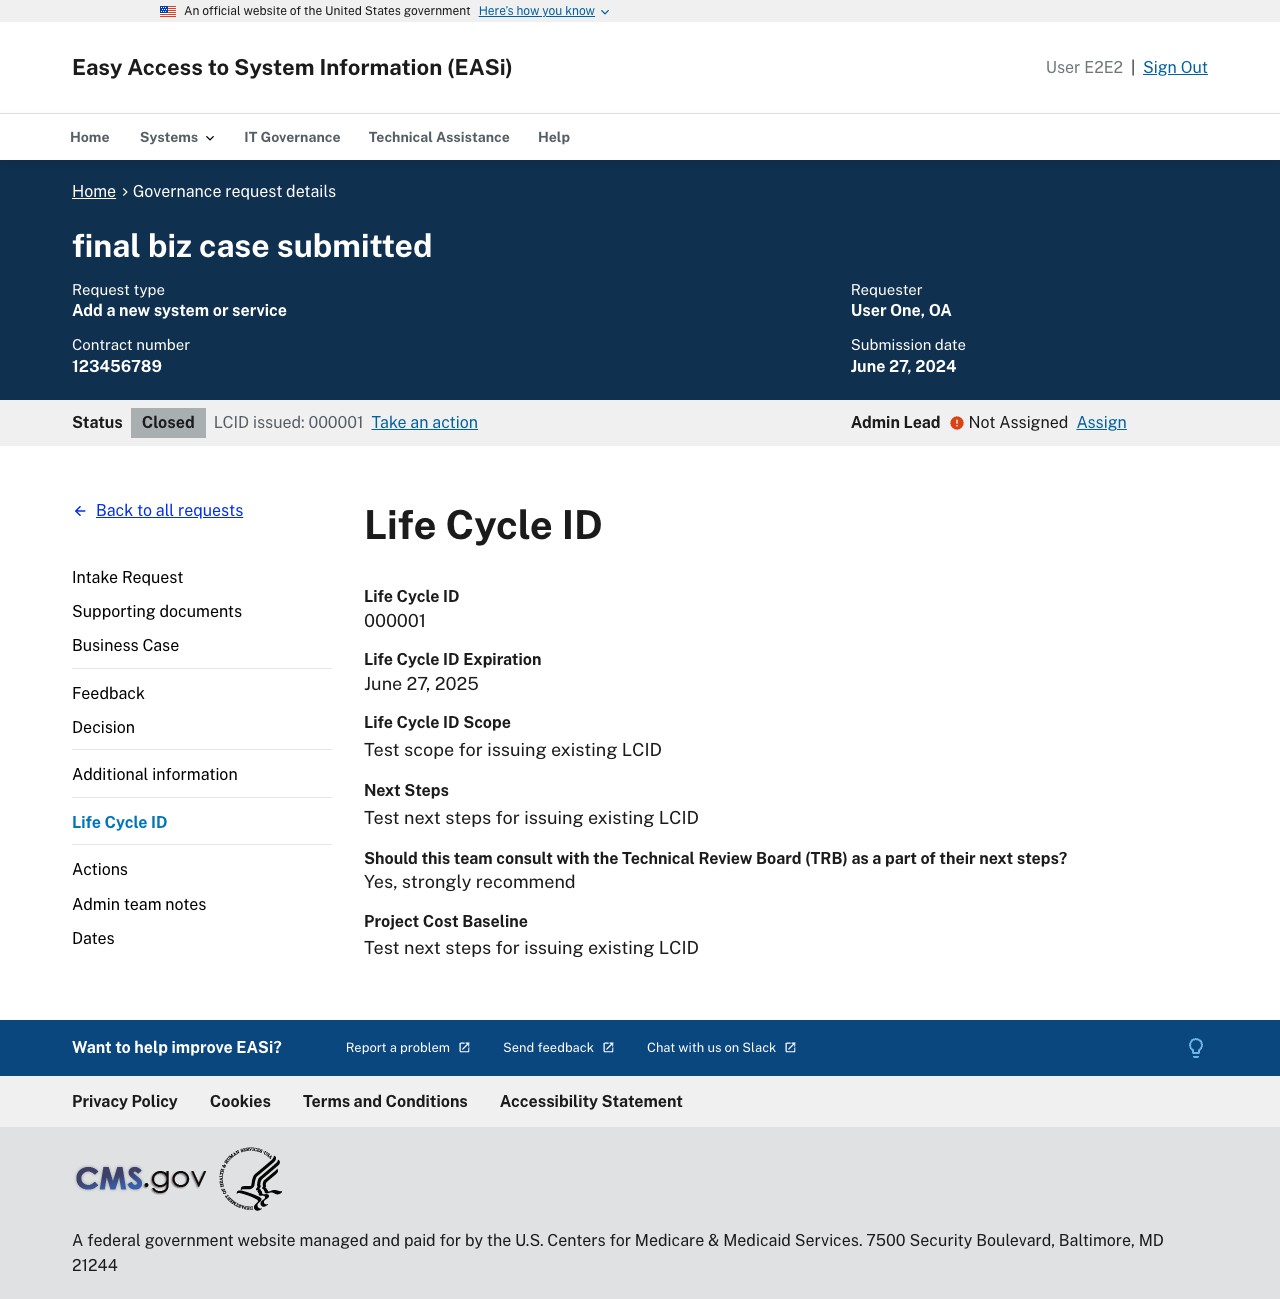 An official website of the United States government Here's how you know
Easy Access to System Information (EASi)
User E2E2 | Sign Out
Home Systems IT Governance Technical Assistance Help
Home > Governance request details
final biz case submitted
Request type
Add a new system or service
Requester
User One, OA
Contract number
123456789
Submission date
June 27, 2024
Status Closed LCID issued: 000001 Take an action
Admin Lead Not Assigned Assign
Back to all requests
Intake Request
Supporting documents
Business Case
Feedback
Decision
Additional information
Life Cycle ID
Actions
Admin team notes
Dates
Life Cycle ID
Life Cycle ID
000001
Life Cycle ID Expiration
June 27, 2025
Life Cycle ID Scope
Test scope for issuing existing LCID
Next Steps
Test next steps for issuing existing LCID
Should this team consult with the Technical Review Board (TRB) as a part of their next steps?
Yes, strongly recommend
Project Cost Baseline
Test next steps for issuing existing LCID
Want to help improve EASi? Report a problem Send feedback Chat with us on Slack
Privacy Policy Cookies Terms and Conditions Accessibility Statement
CMS.gov
A federal government website managed and paid for by the U.S. Centers for Medicare & Medicaid Services. 7500 Security Boulevard, Baltimore, MD
21244